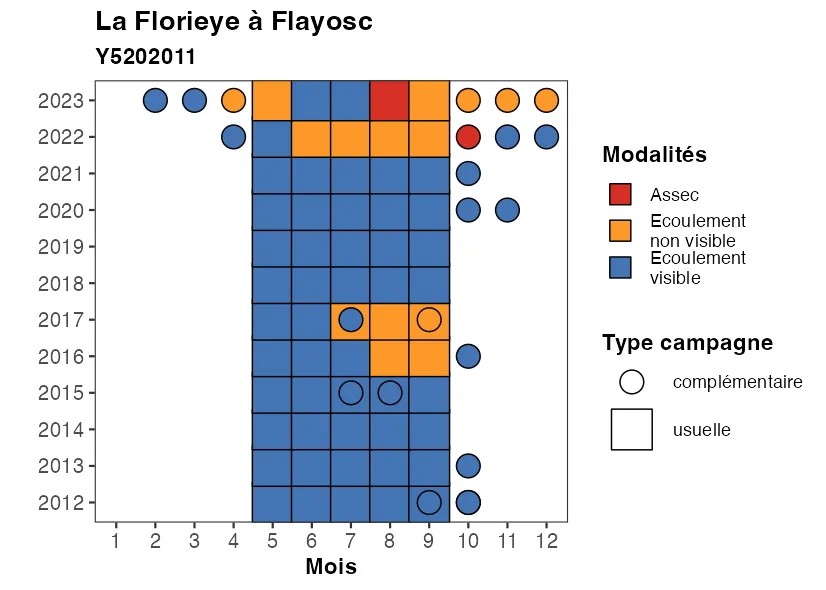 La Florieye à Flayosc
Y5202011
2023
2022
2021
2020
2019
2018
2017
2016
2015
2014
2013
2012
1 2 3 4 5 6 7 8 9 10 11 12
Mois
Modalités
Assec
Ecoulement
non visible
Ecoulement
visible
Type campagne
complémentaire
usuelle